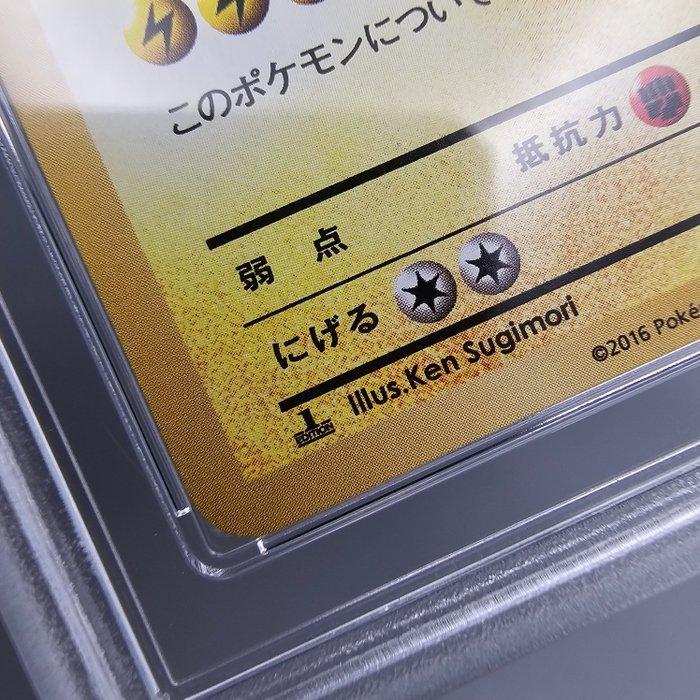 このポケモンについて
抵抗力
弱点
にげる
Illus.Ken Sugimori
©2016 Poké
1
EDITION